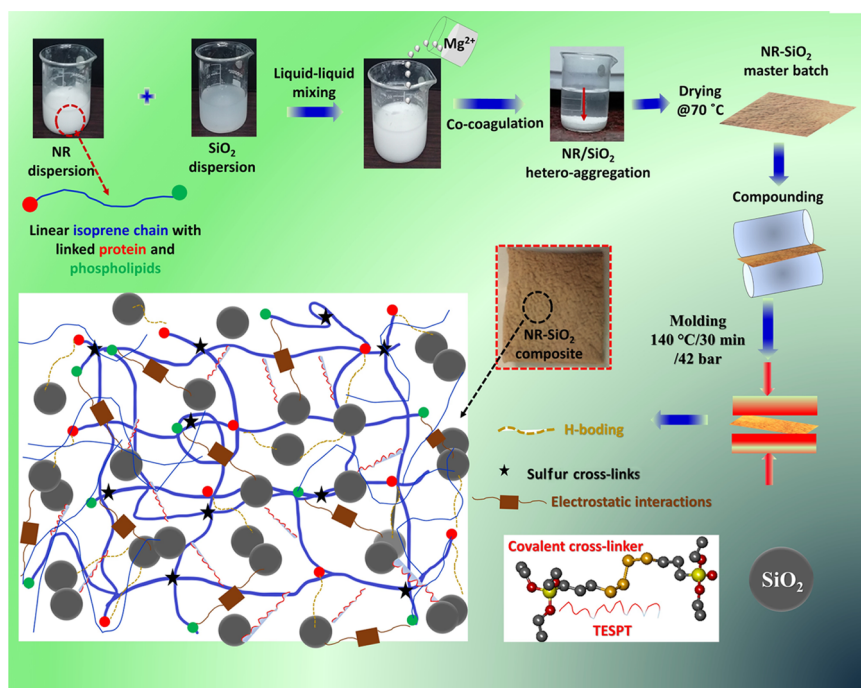 NR
dispersion
+
SiO₂
dispersion
Liquid-liquid
mixing
Mg²⁺
Co-coagulation
NR/SiO₂
hetero-aggregation
Drying
@70 ˚C
NR-SiO₂
master batch
Linear isoprene chain with
linked protein and
phospholipids
Compounding
NR-SiO₂
composite
Molding
140 °C/30 min
/42 bar
H-boding
Sulfur cross-links
Electrostatic interactions
Covalent cross-linker
TESPT
SiO₂